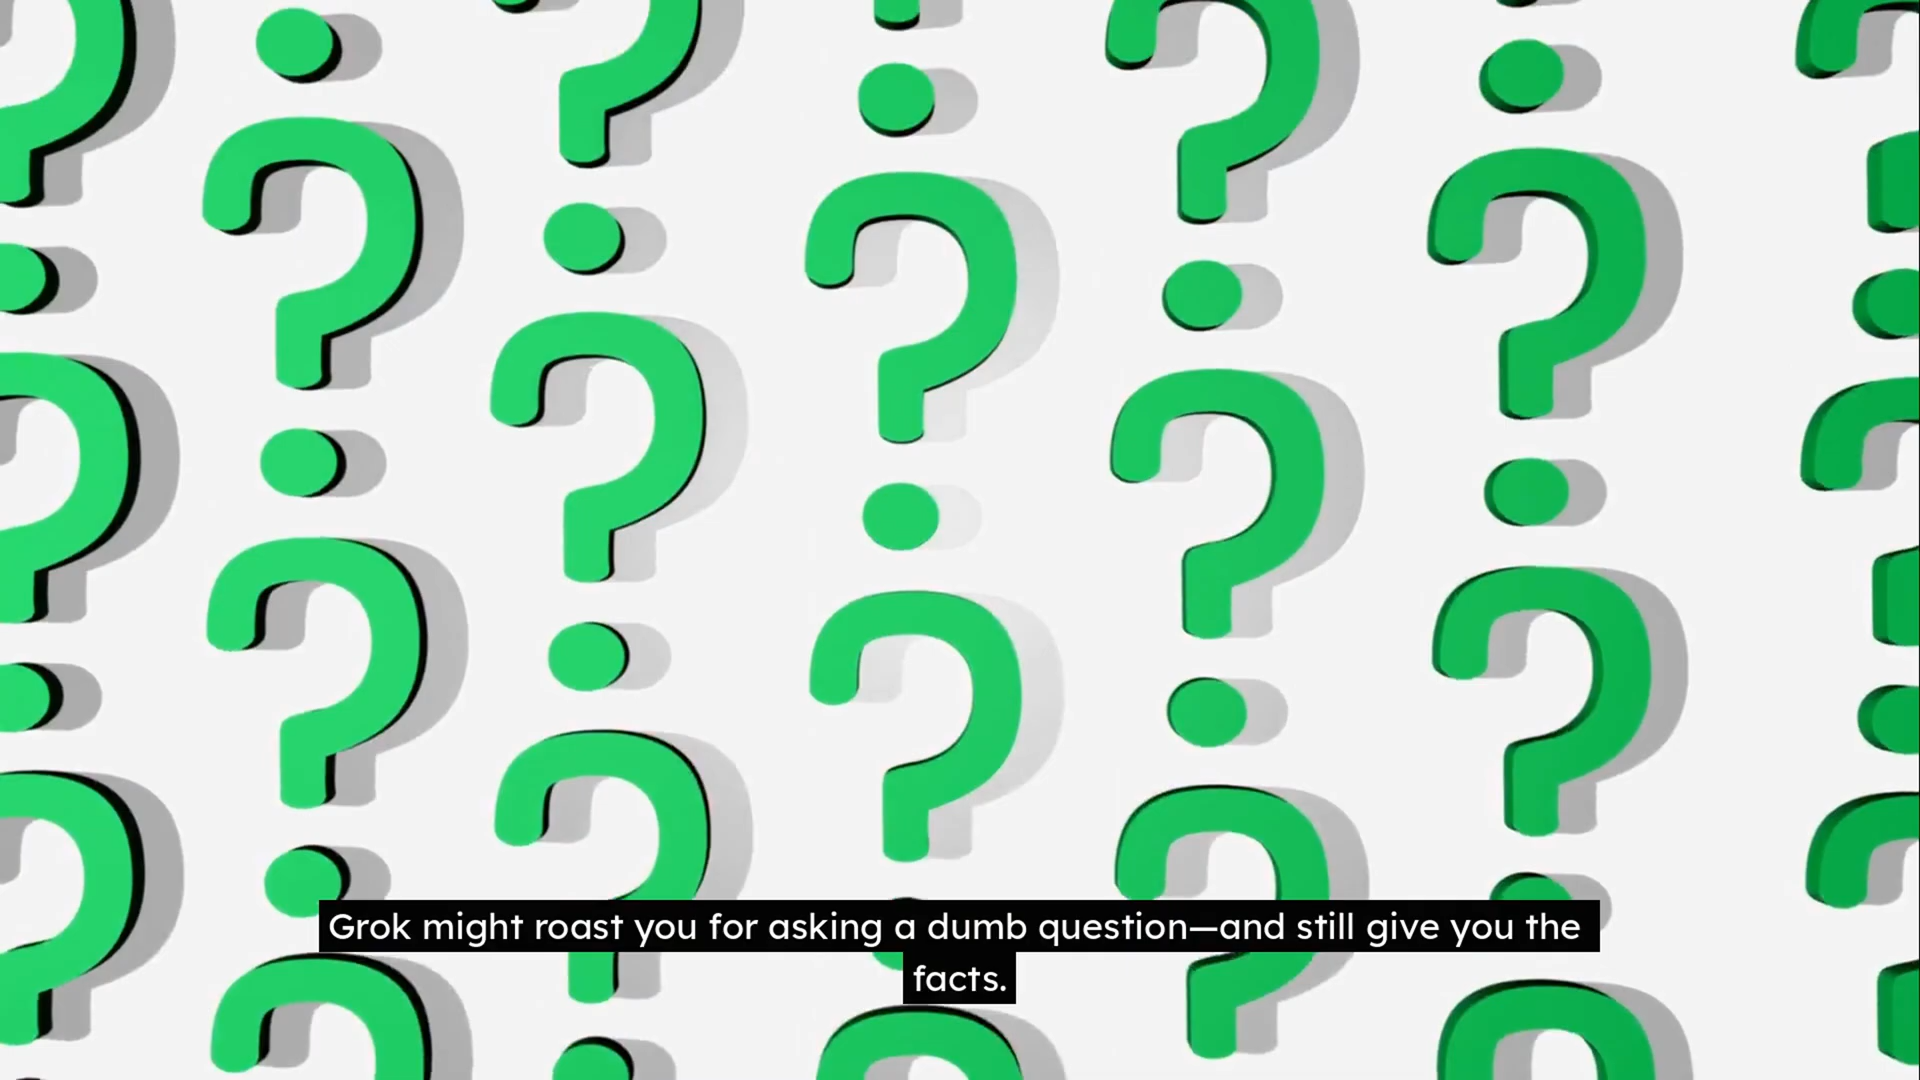 Grok might roast you for asking a dumb question—and still give you the
facts.